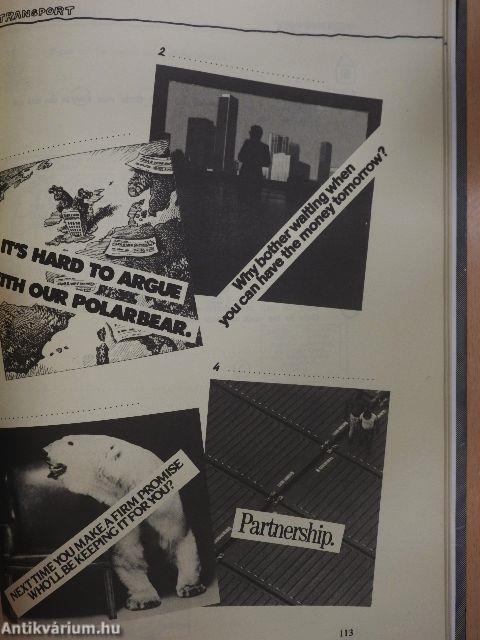 TRANSPORT
2
IT'S HARD TO ARGUE
WITH OUR POLARBEAR.
Why bother waiting when
you can have the money tomorrow?
4
NEXT TIME YOU MAKE A FIRM PROMISE
WHO'LL BE KEEPING IT FOR YOU?
Partnership.
113
Antikvárium.hu